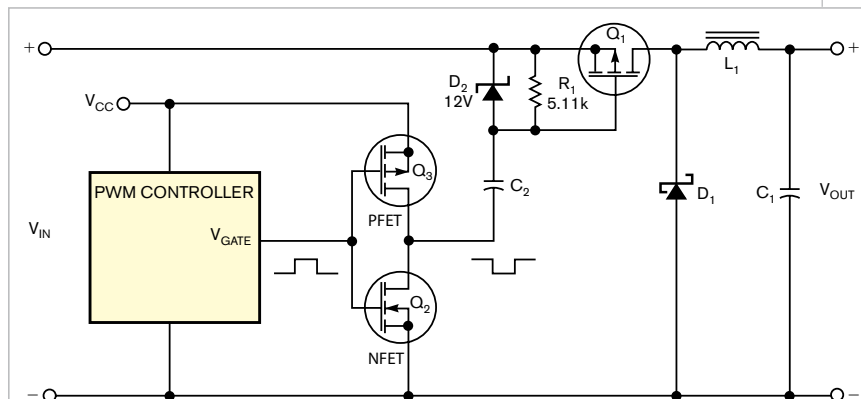 +
Q1
+
D2
12V
R1
5.11k
L1
VCC
Q3
PWM CONTROLLER
C2
PFET
D1
C1
VOUT
VIN
VGATE
Q2
NFET
−
−